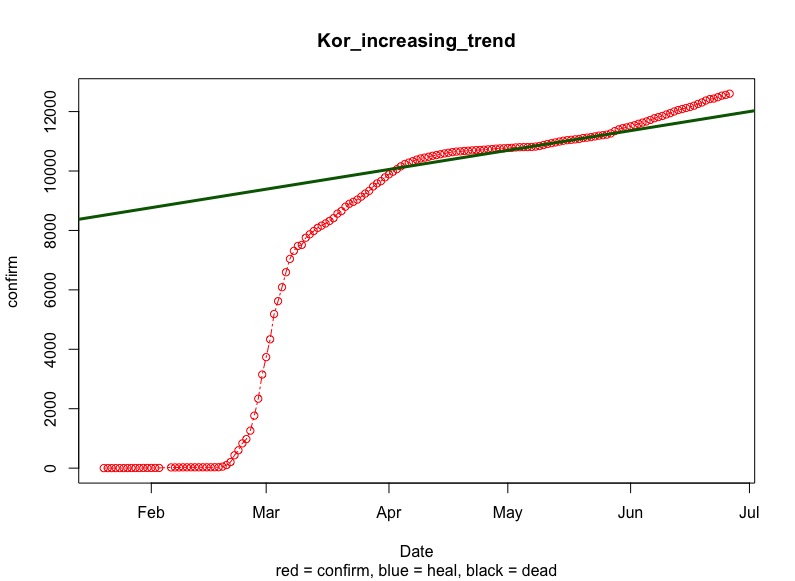 Kor_increasing_trend
confirm
12000
10000
8000
6000
4000
2000
0
Feb Mar Apr May Jun Jul
Date
red = confirm, blue = heal, black = dead